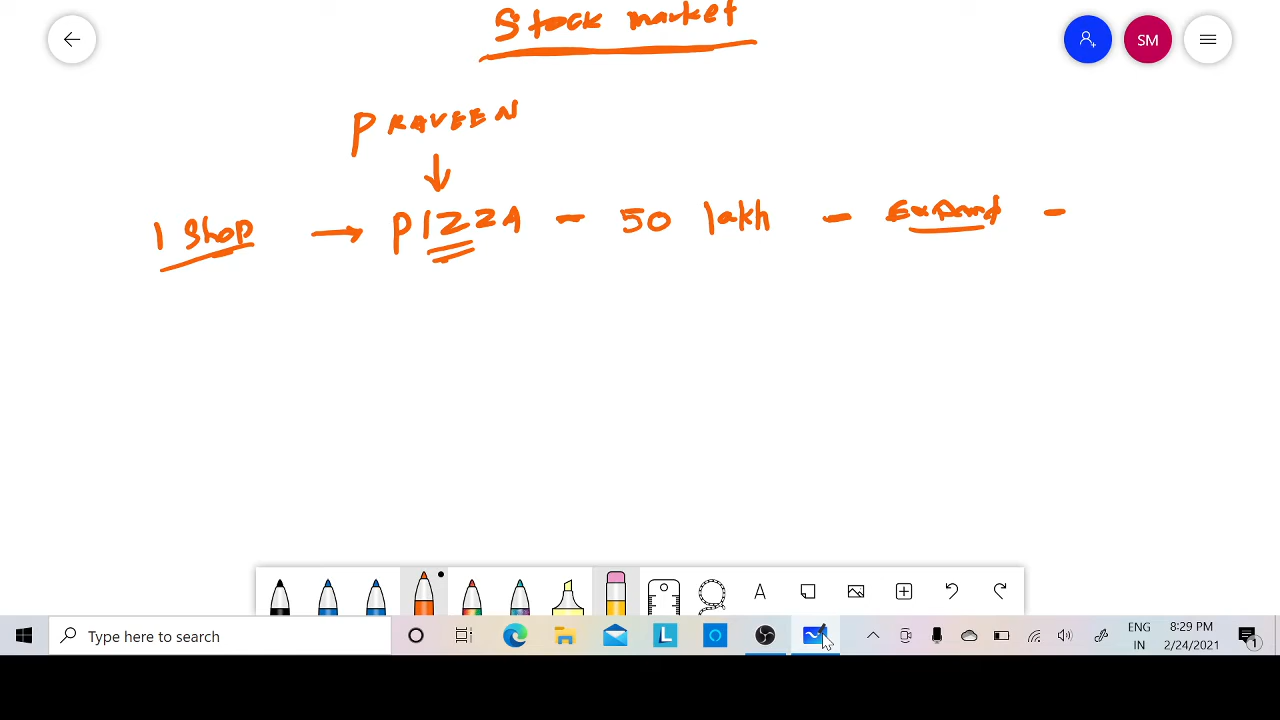 Stock market
SM
PRAVEEN
1 Shop → PIZZA - 50 lakh - Expand -
A
Type here to search
L
ENG
IN
8:29 PM
2/24/2021
1